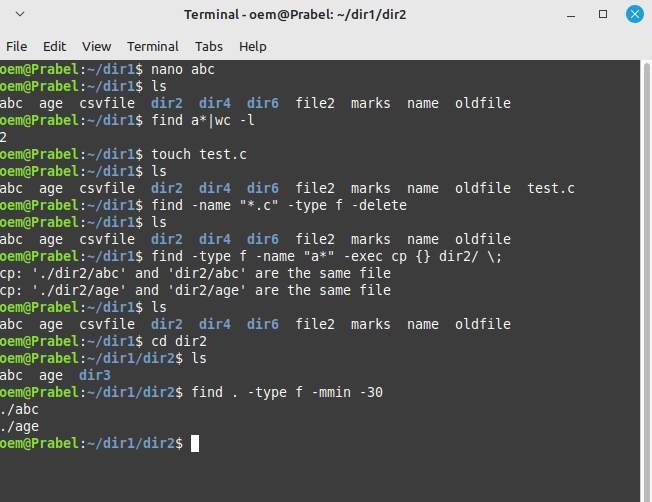 Terminal - oem@Prabel: ~/dir1/dir2
File Edit View Terminal Tabs Help
oem@Prabel:~/dir1$ nano abc
oem@Prabel:~/dir1$ ls
abc age csvfile dir2 dir4 dir6 file2 marks name oldfile
oem@Prabel:~/dir1$ find a*|wc -l
2
oem@Prabel:~/dir1$ touch test.c
oem@Prabel:~/dir1$ ls
abc age csvfile dir2 dir4 dir6 file2 marks name oldfile test.c
oem@Prabel:~/dir1$ find -name "*.c" -type f -delete
oem@Prabel:~/dir1$ ls
abc age csvfile dir2 dir4 dir6 file2 marks name oldfile
oem@Prabel:~/dir1$ find -type f -name "a*" -exec cp {} dir2/ \;
cp: './dir2/abc' and 'dir2/abc' are the same file
cp: './dir2/age' and 'dir2/age' are the same file
oem@Prabel:~/dir1$ ls
abc age csvfile dir2 dir4 dir6 file2 marks name oldfile
oem@Prabel:~/dir1$ cd dir2
oem@Prabel:~/dir1/dir2$ ls
abc age dir3
oem@Prabel:~/dir1/dir2$ find . -type f -mmin -30
./abc
./age
oem@Prabel:~/dir1/dir2$